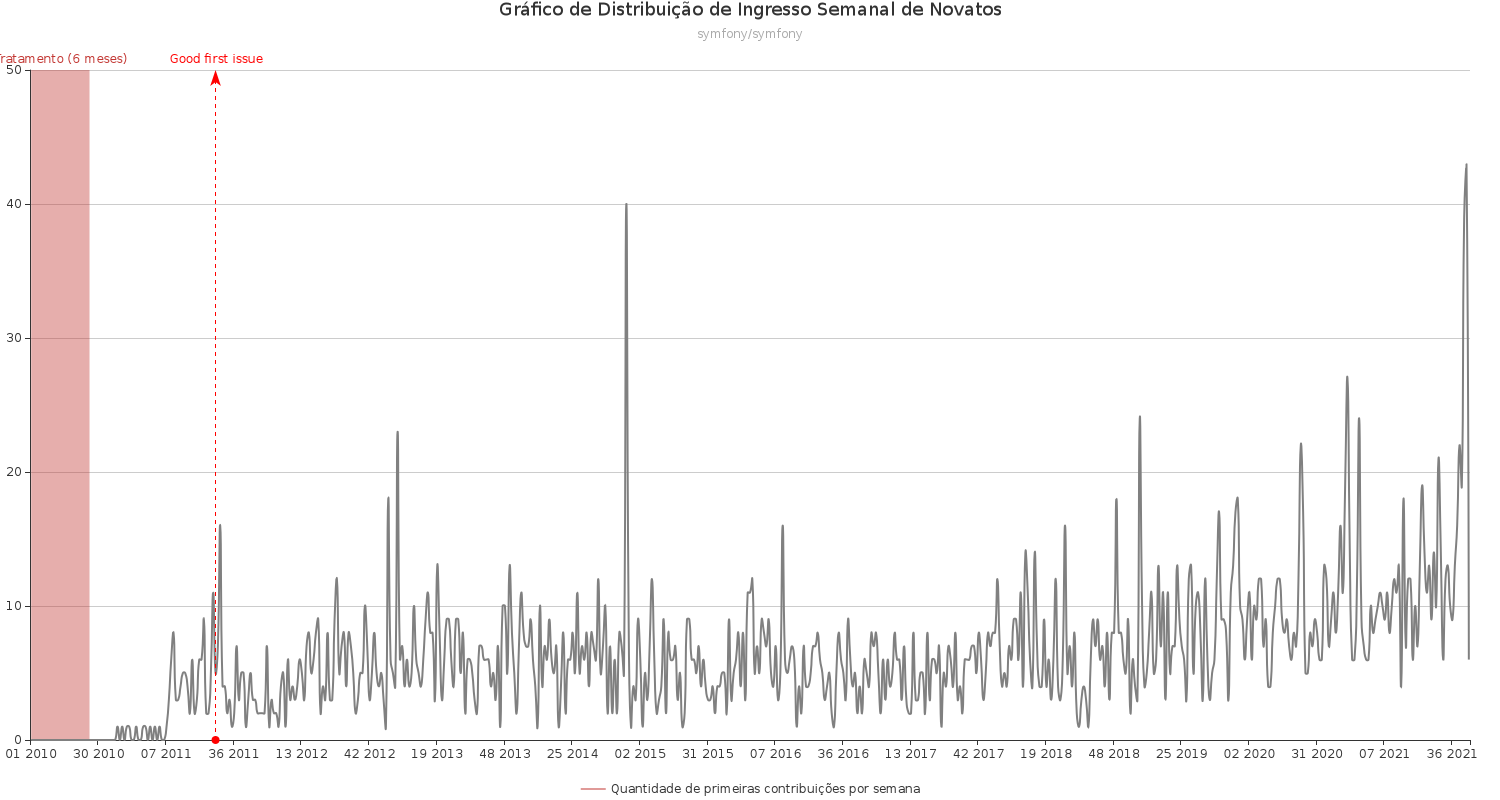 Gráfico de Distribuição de Ingresso Semanal de Novatos
symfony/symfony
ratamento (6 meses)
Good first issue
50
40
30
20
10
0
01 2010 30 2010 07 2011 36 2011 13 2012 42 2012 19 2013 48 2013 25 2014 02 2015 31 2015 07 2016 36 2016 13 2017 42 2017 19 2018 48 2018 25 2019 02 2020 31 2020 07 2021 36 2021
Quantidade de primeiras contribuições por semana